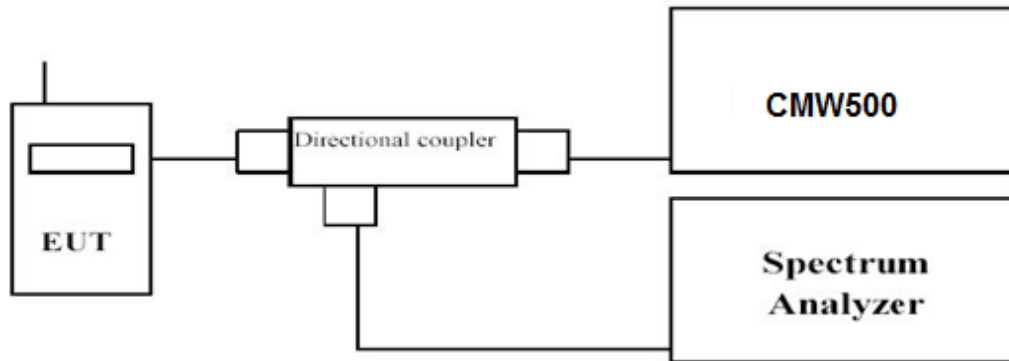 CMW500
Directional coupler
EUT
Spectrum
Analyzer